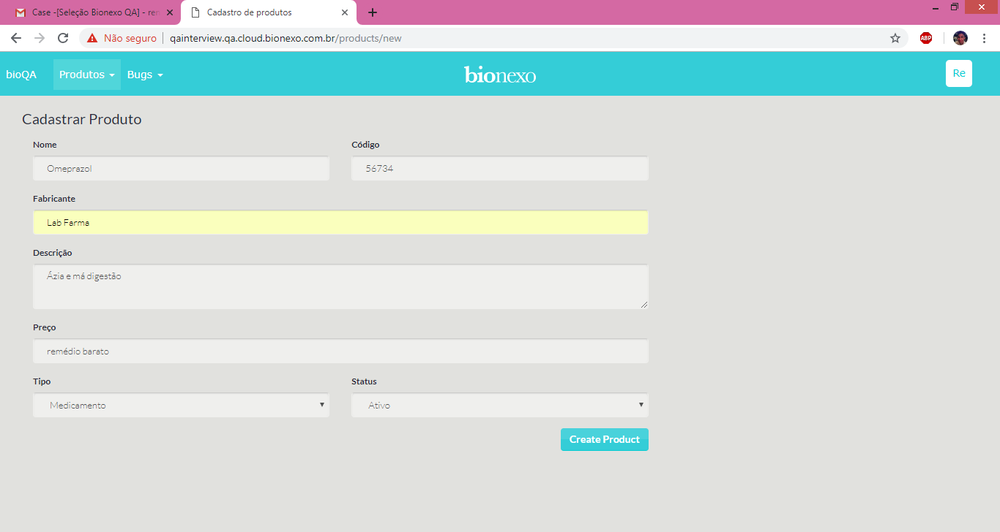 Case -[Seleção Bionexo QA] - ren
Cadastro de produtos
Não seguro
qainterview.qa.cloud.bionexo.com.br/products/new
ABP
bioQA
Produtos
Bugs
bionexo
Re
Cadastrar Produto
Nome
Código
Omeprazol
56734
Fabricante
Lab Farma
Descrição
Ázia e má digestão
Preço
remédio barato
Tipo
Status
Medicamento
Ativo
Create Product